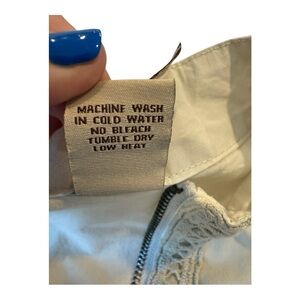 MACHINE WASH
IN COLD WATER
NO BLEACH
TUMBLE DRY
LOW HEAT